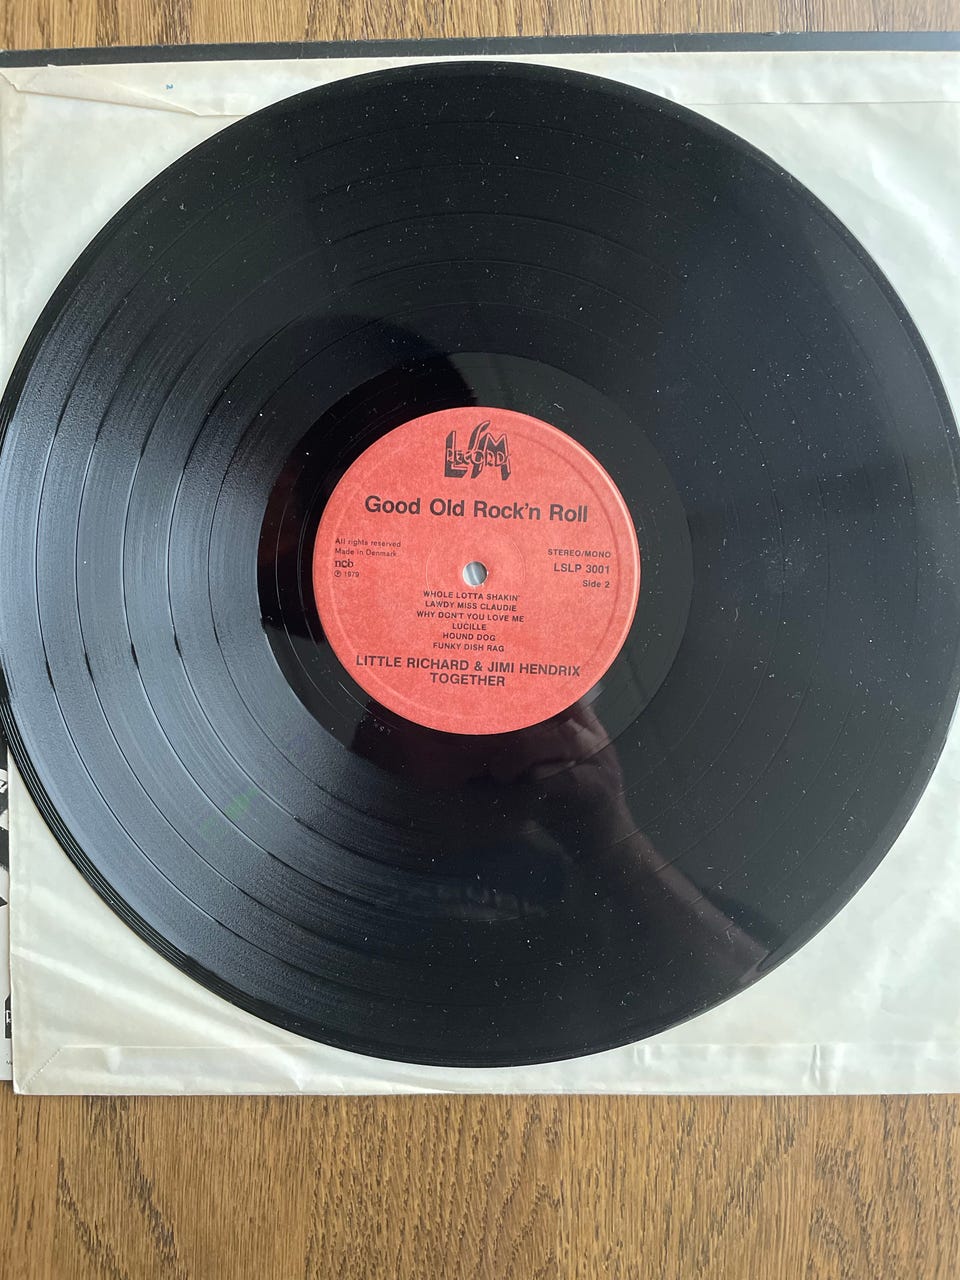 LSM
RECORDS
Good Old Rock'n Roll
All rights reserved
Made in Denmark
ncb
℗ 1979
STEREO/MONO
LSLP 3001
Side 2
WHOLE LOTTA SHAKIN'
LAWDY MISS CLAUDIE
WHY DON'T YOU LOVE ME
LUCILLE
HOUND DOG
FUNKY DISH RAG
LITTLE RICHARD & JIMI HENDRIX
TOGETHER